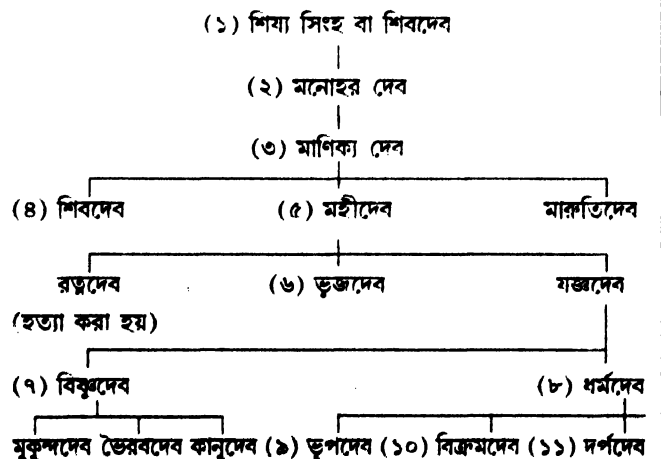 (১) শিষ্য সিংহ বা শিবদেব
(২) মনোহর দেব
(৩) মাণিক্য দেব
(৪) শিবদেব (৫) মহীদেব মারুতিদেব
রত্নদেব (৬) ভুজদেব যজ্ঞদেব
(হত্যা করা হয়)
(৭) বিষ্ণুদেব (৮) ধর্মদেব
মুকুন্দদেব ভৈরবদেব কানুদেব (৯) ভুপদেব (১০) বিক্রমদেব (১১) দর্পদেব